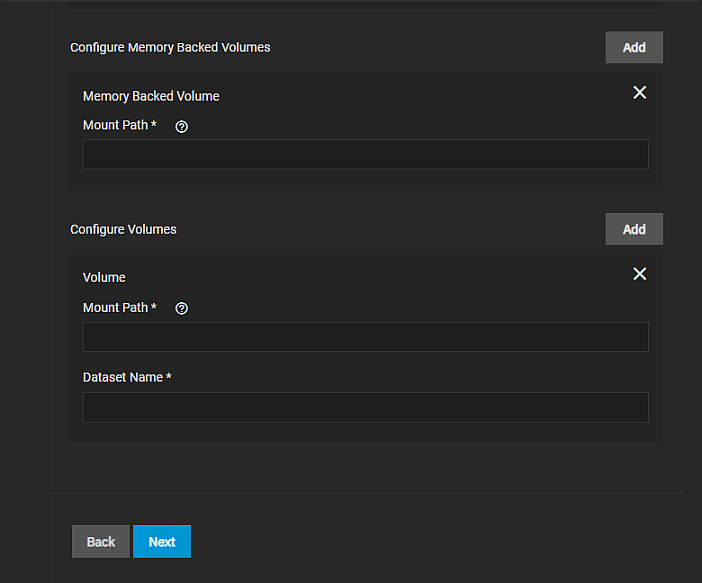 Configure Memory Backed Volumes
Add
Memory Backed Volume
Mount Path *
Configure Volumes
Add
Volume
Mount Path *
Dataset Name *
Back
Next